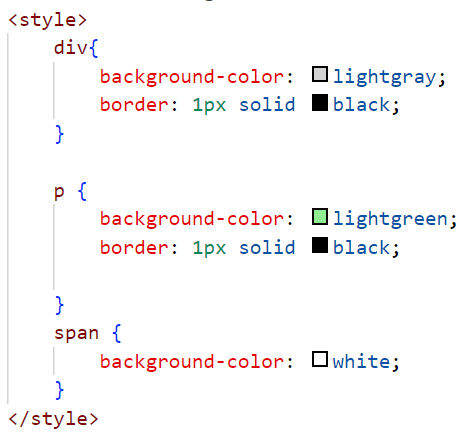 <style>
div{
background-color: lightgray;
border: 1px solid black;
}
p {
background-color: lightgreen;
border: 1px solid black;
}
span {
background-color: white;
}
</style>